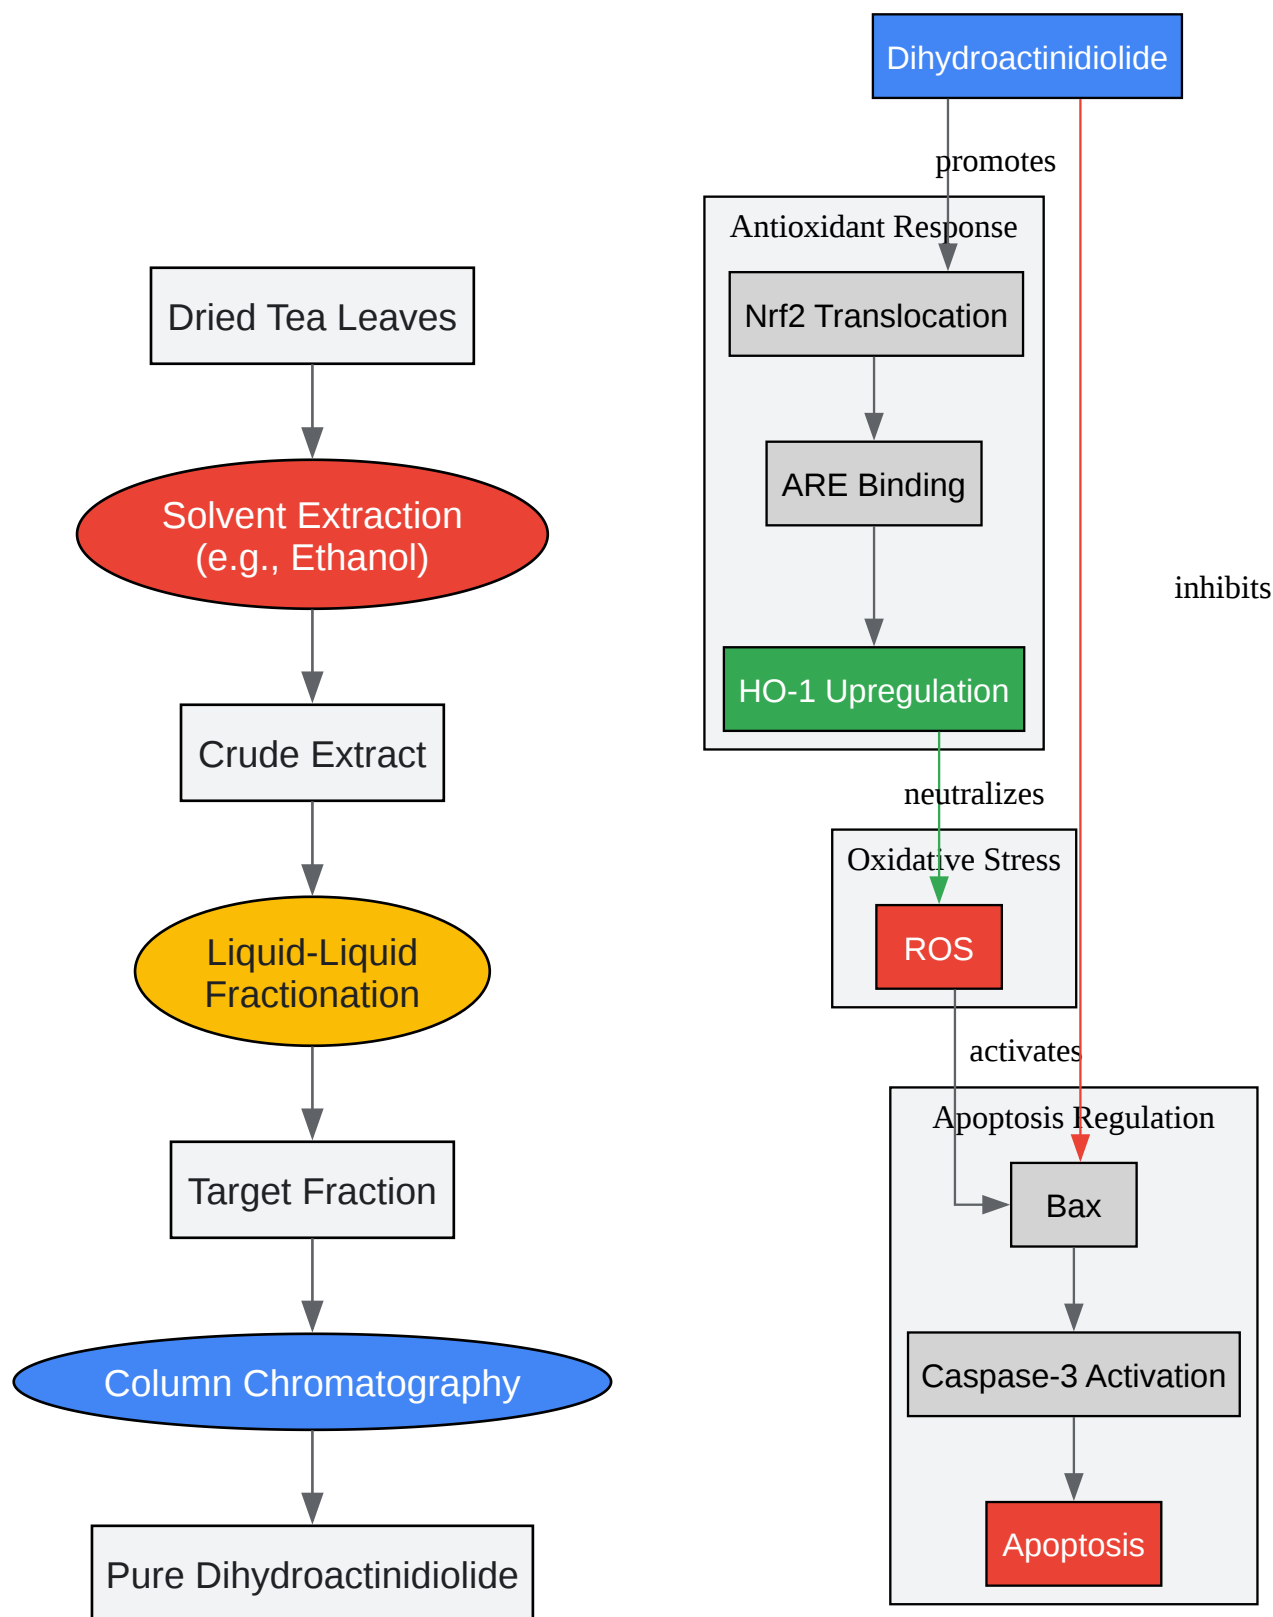 Dried Tea Leaves
Solvent Extraction
(e.g., Ethanol)
Crude Extract
Liquid-Liquid
Fractionation
Target Fraction
Column Chromatography
Pure Dihydroactinidiolide
Dihydroactinidiolide
promotes
Antioxidant Response
Nrf2 Translocation
ARE Binding
inhibits
HO-1 Upregulation
neutralizes
Oxidative Stress
ROS
activates
Apoptosis Regulation
Bax
Caspase-3 Activation
Apoptosis